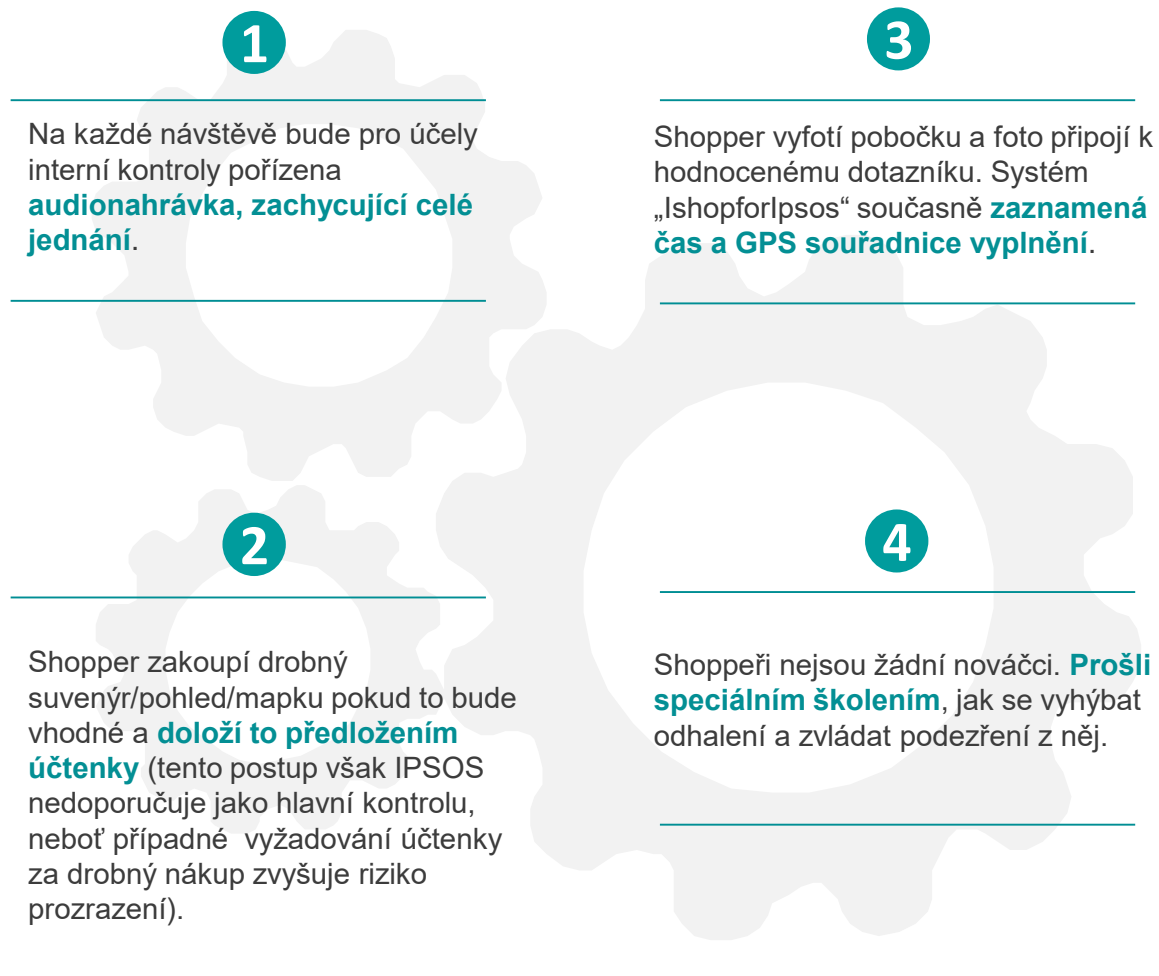 1
Na každé návštěvě bude pro účely
interní kontroly pořízena
audionahrávka, zachycující celé
jednání.
2
Shopper zakoupí drobný
suvenýr/pohled/mapku pokud to bude
vhodné a doloží to předložením
účtenky (tento postup však IPSOS
nedoporučuje jako hlavní kontrolu,
neboť případné  vyžadování účtenky
za drobný nákup zvyšuje riziko
prozrazení).
3
Shopper vyfotí pobočku a foto připojí k
hodnocenému dotazníku. Systém
„IshopforIpsos“ současně zaznamená
čas a GPS souřadnice vyplnění.
4
Shoppeři nejsou žádní nováčci. Prošli
speciálním školením, jak se vyhýbat
odhalení a zvládat podezření z něj.